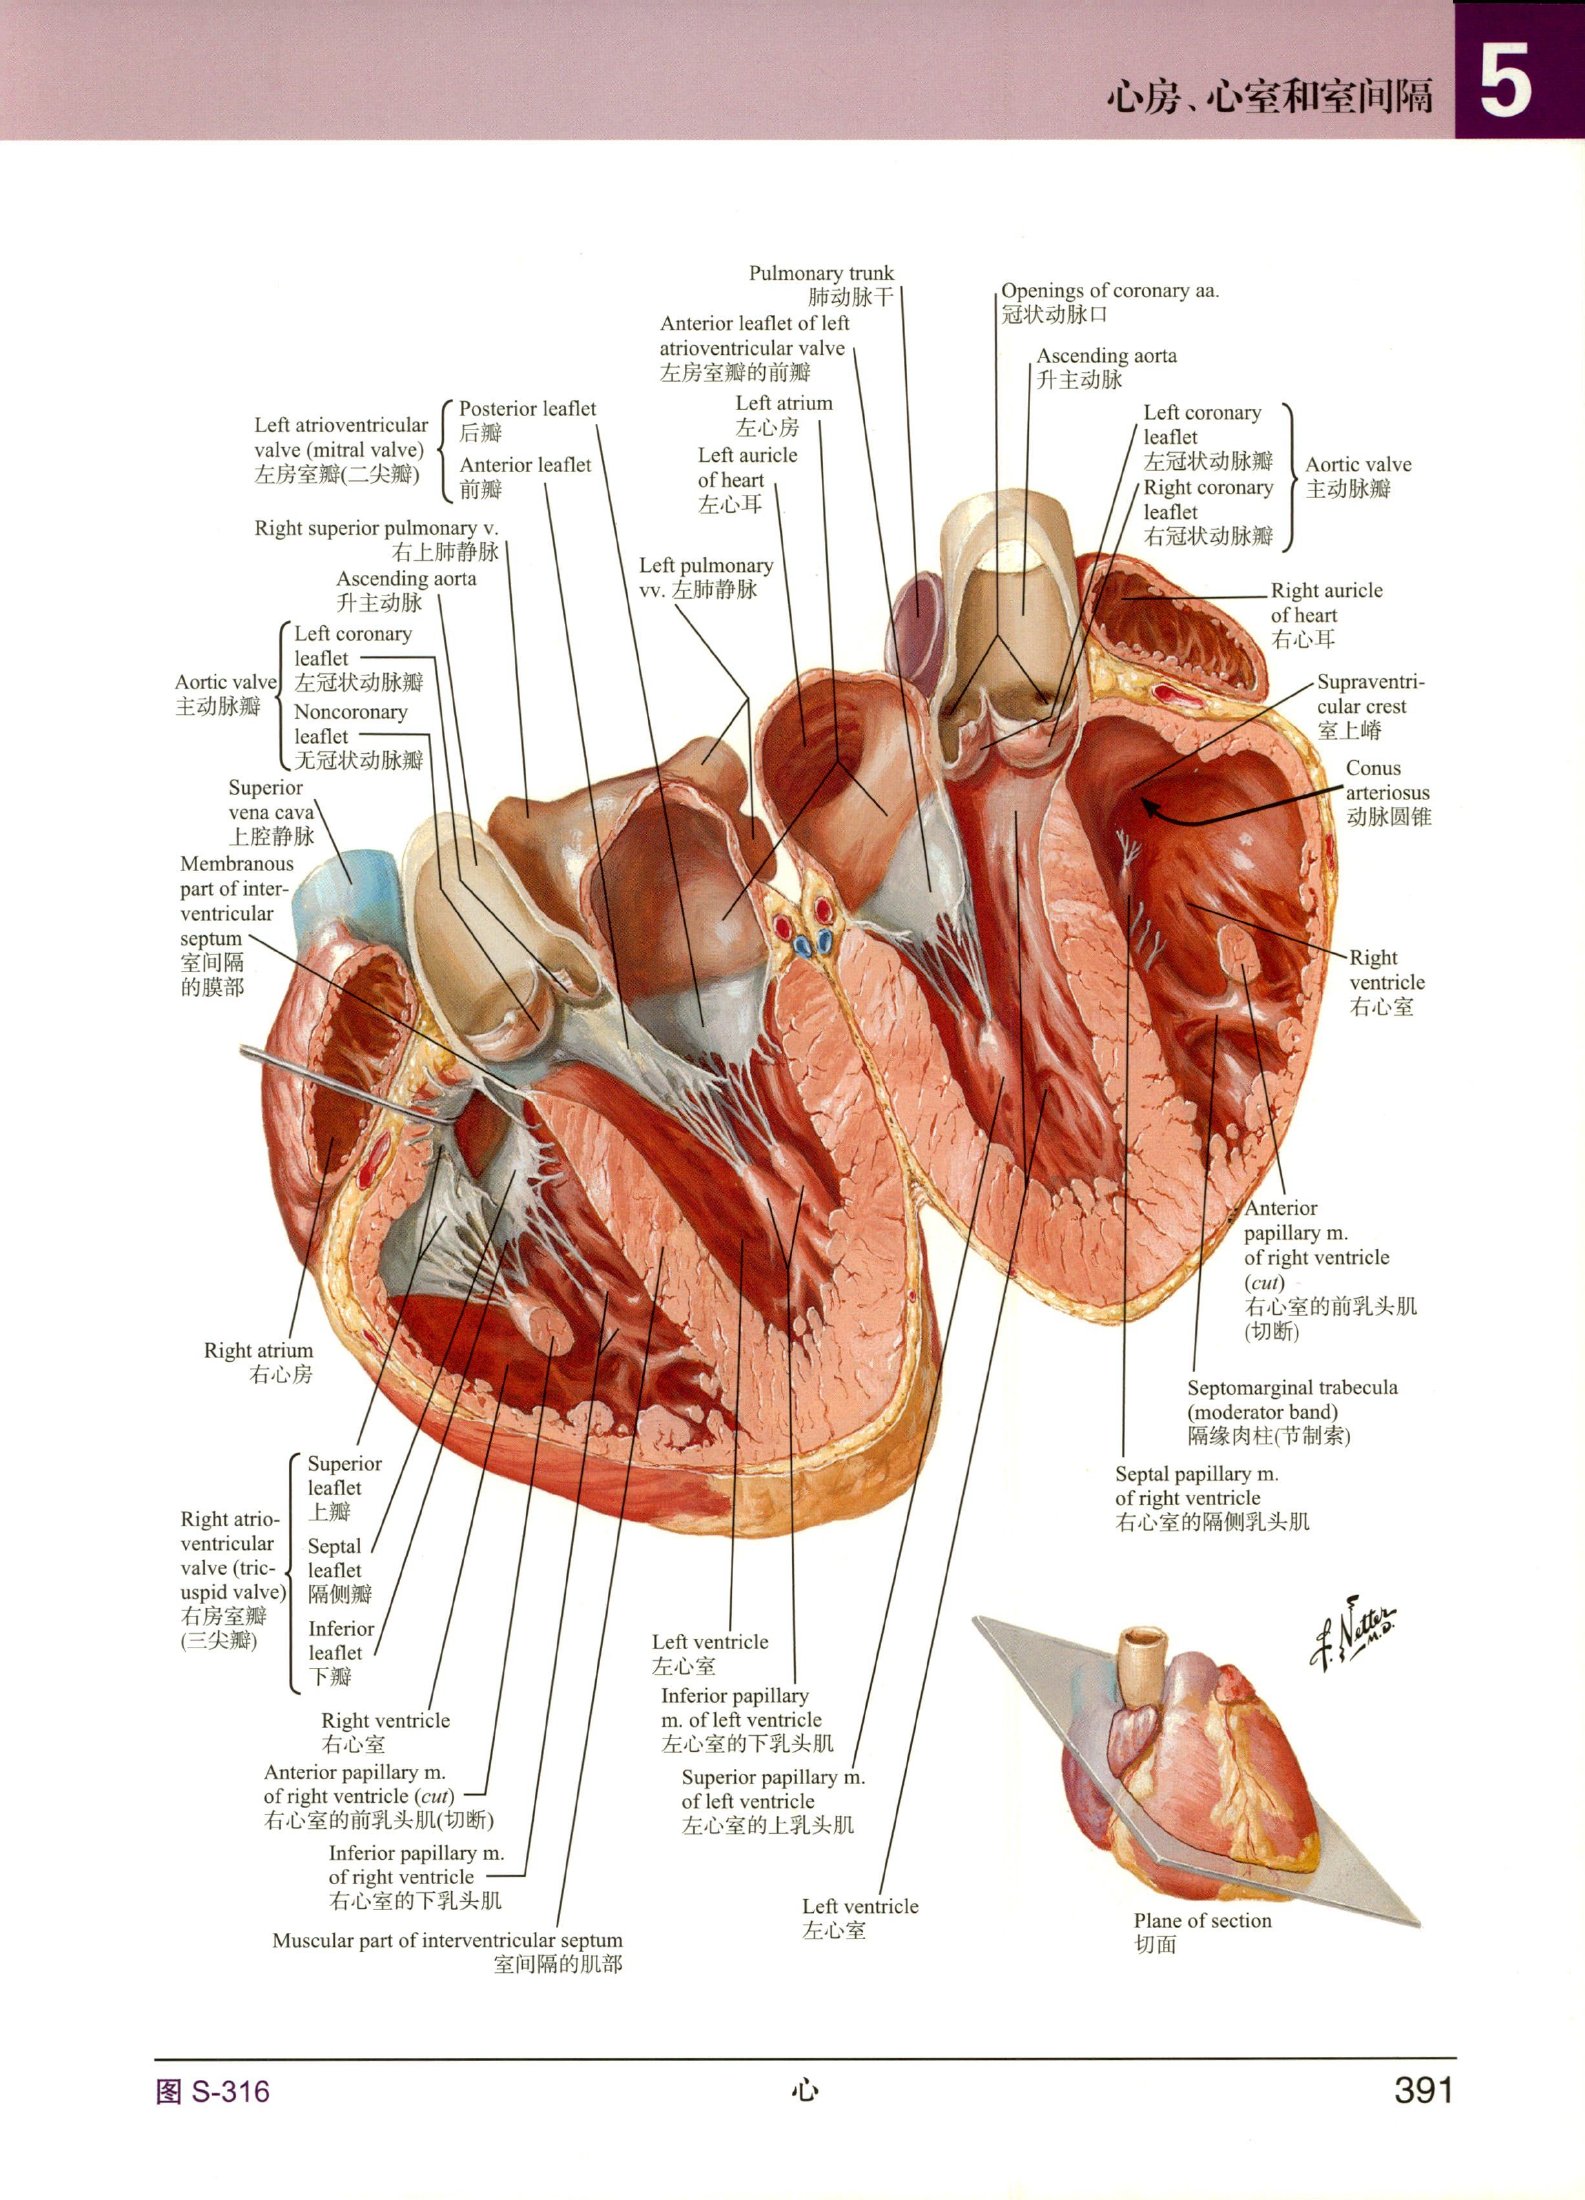 心房、心室和室间隔
5
Pulmonary trunk
肺动脉干
Openings of coronary aa.
冠状动脉口
Anterior leaflet of left
atrioventricular valve
左房室瓣的前瓣
Ascending aorta
升主动脉
Left atrium
左心房
Left auricle
of heart
左心耳
Left atrioventricular
valve (mitral valve)
左房室瓣(二尖瓣)
Posterior leaflet
后瓣
Anterior leaflet
前瓣
Left coronary
leaflet
左冠状动脉瓣
Right coronary
leaflet
右冠状动脉瓣
Aortic valve
主动脉瓣
Right superior pulmonary v.
右上肺静脉
Ascending aorta
升主动脉
Left pulmonary
vv. 左肺静脉
Right auricle
of heart
右心耳
Aortic valve
主动脉瓣
Left coronary
leaflet
左冠状动脉瓣
Noncoronary
leaflet
无冠状动脉瓣
Supraventri-
cular crest
室上嵴
Superior
vena cava
上腔静脉
Conus
arteriosus
动脉圆锥
Membranous
part of inter-
ventricular
septum
室间隔
的膜部
Right
ventricle
右心室
Anterior
papillary m.
of right ventricle
(cut)
右心室的前乳头肌
(切断)
Right atrium
右心房
Septomarginal trabecula
(moderator band)
隔缘肉柱(节制索)
Septal papillary m.
of right ventricle
右心室的隔侧乳头肌
Right atrio-
ventricular
valve (tric-
uspid valve)
右房室瓣
(三尖瓣)
Superior
leaflet
上瓣
Septal
leaflet
隔侧瓣
Inferior
leaflet
下瓣
Right ventricle
右心室
Anterior papillary m.
of right ventricle (cut)
右心室的前乳头肌(切断)
Inferior papillary m.
of right ventricle
右心室的下乳头肌
Muscular part of interventricular septum
室间隔的肌部
Left ventricle
左心室
Inferior papillary
m. of left ventricle
左心室的下乳头肌
Superior papillary m.
of left ventricle
左心室的上乳头肌
Left ventricle
左心室
F. Netter
M.D.
Plane of section
切面
图 S-316
心
391